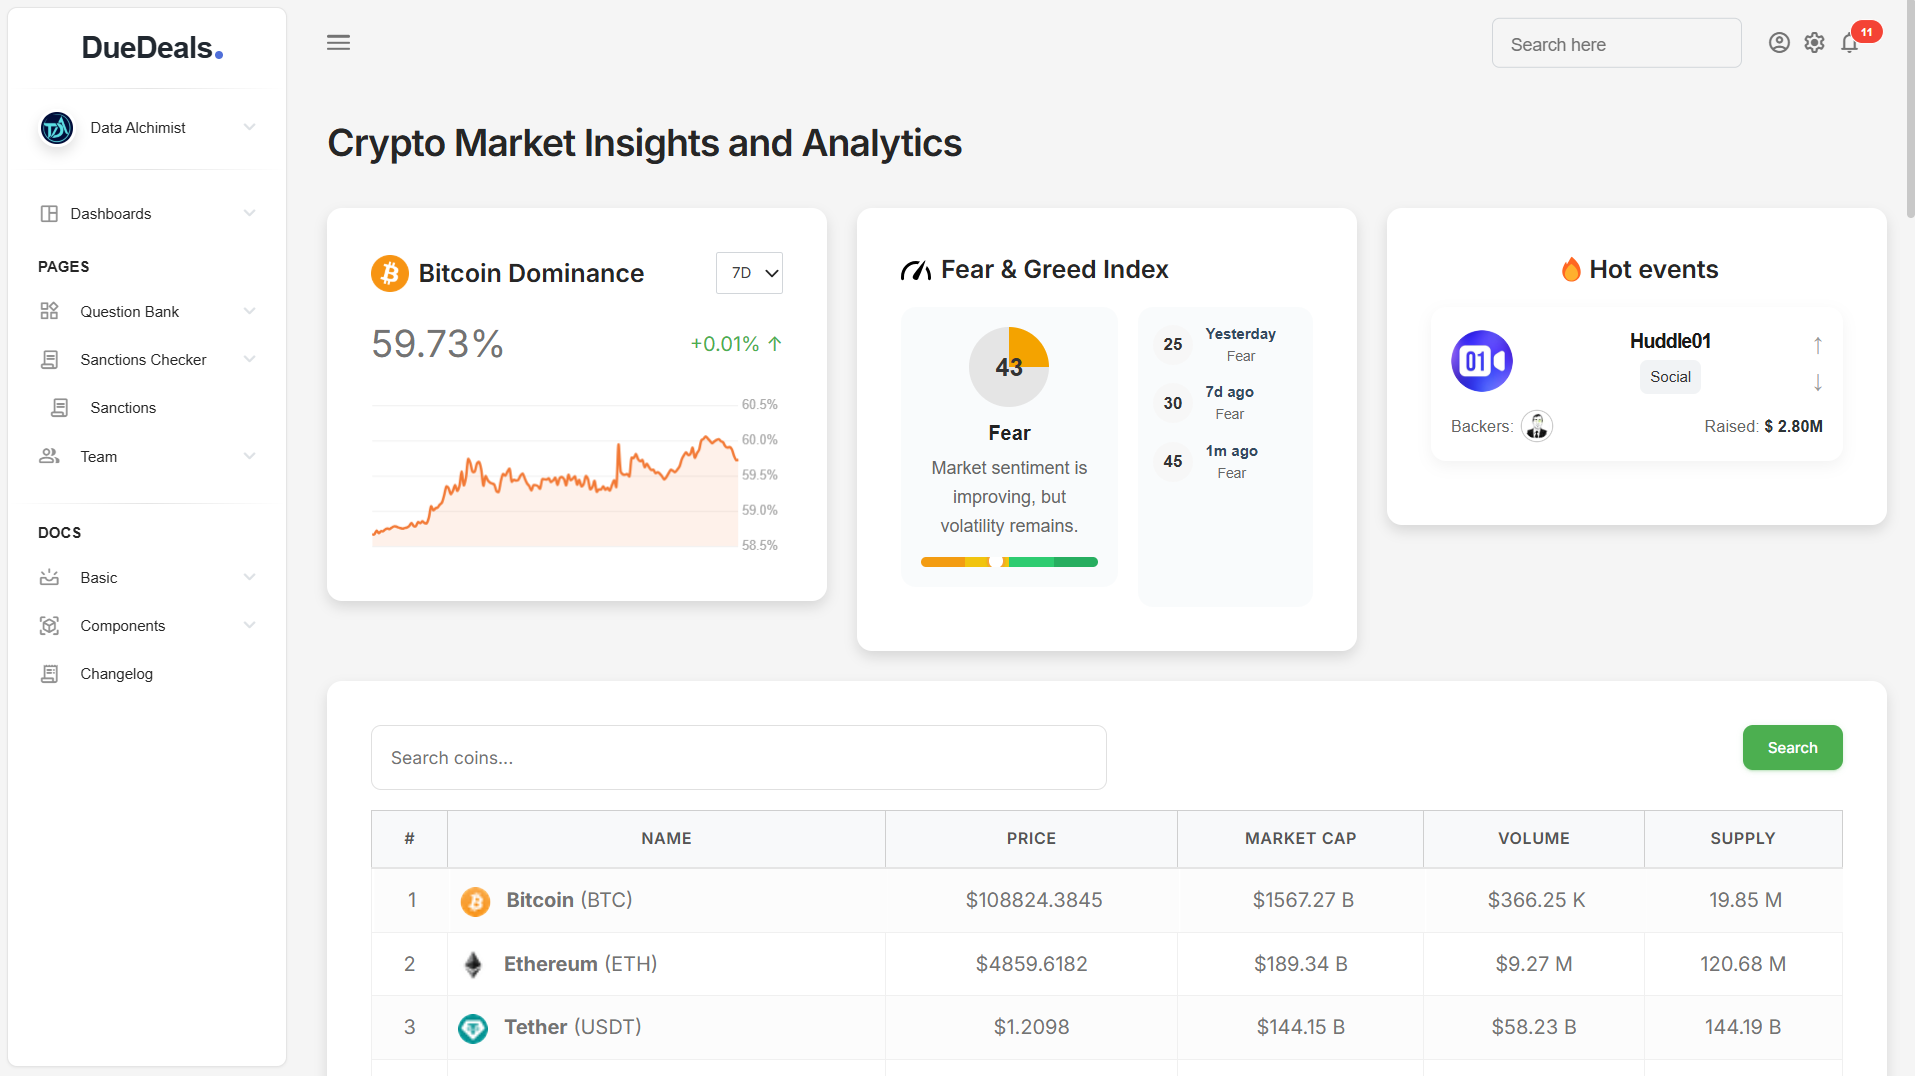 DueDeals.
Data Alchimist
Dashboards
PAGES
Question Bank
Sanctions Checker
Sanctions
Team
DOCS
Basic
Components
Changelog
Search here
11
Crypto Market Insights and Analytics
Bitcoin Dominance
7D
59.73%
+0.01% ↑
60.5%
60.0%
59.5%
59.0%
58.5%
Fear & Greed Index
43
Fear
Market sentiment is
improving, but
volatility remains.
25 Yesterday
Fear
30 7d ago
Fear
45 1m ago
Fear
Hot events
01
Huddle01
↑
Social
↓
Backers:
Raised: $ 2.80M
Search coins...
Search
# NAME PRICE MARKET CAP VOLUME SUPPLY
1 Bitcoin (BTC) $108824.3845 $1567.27 B $366.25 K 19.85 M
2 Ethereum (ETH) $4859.6182 $189.34 B $9.27 M 120.68 M
3 Tether (USDT) $1.2098 $144.15 B $58.23 B 144.19 B